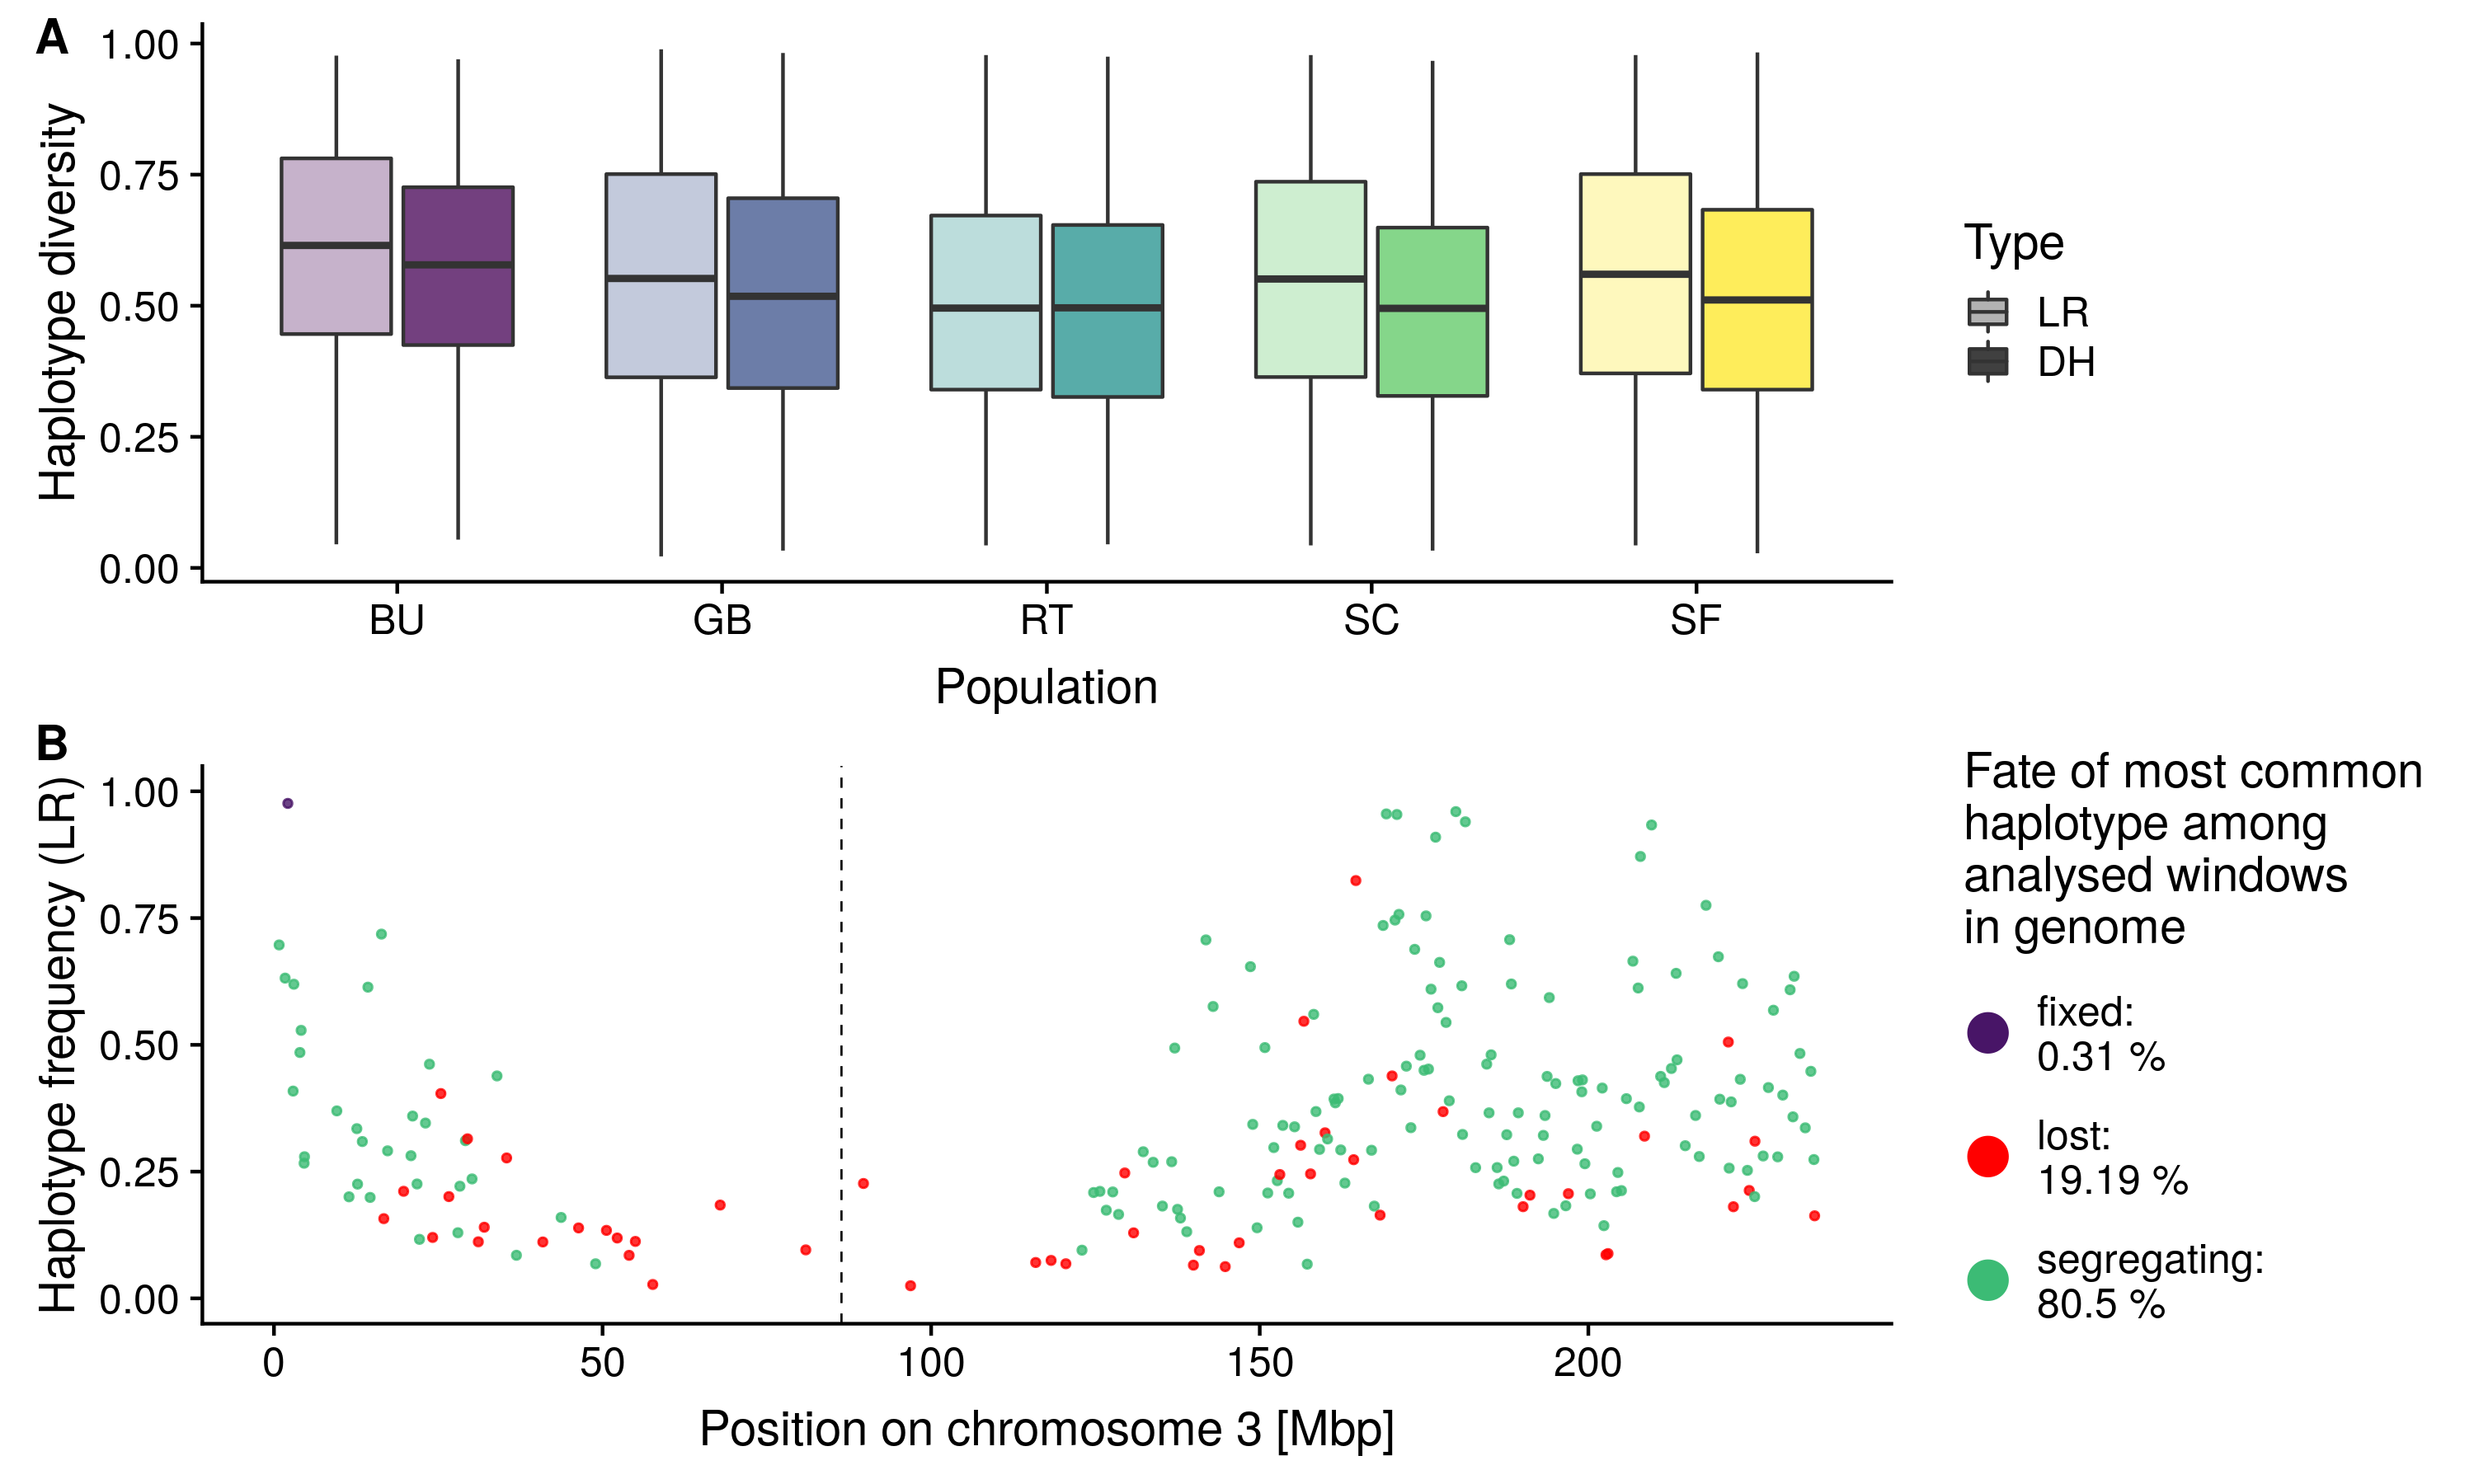 A
1.00
0.75
0.50
0.25
0.00
Haplotype diversity
BU GB RT SC SF
Population
Type
LR
DH
B
1.00
0.75
0.50
0.25
0.00
Haplotype frequency (LR)
0 50 100 150 200
Position on chromosome 3 [Mbp]
Fate of most common
haplotype among
analysed windows
in genome
fixed:
0.31 %
lost:
19.19 %
segregating:
80.5 %